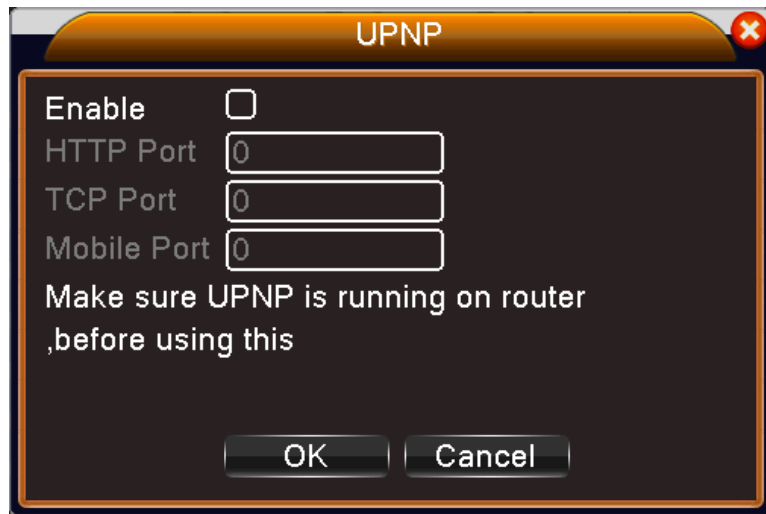 UPNP
Enable
HTTP Port 0
TCP Port 0
Mobile Port 0
Make sure UPNP is running on router
,before using this
OK Cancel